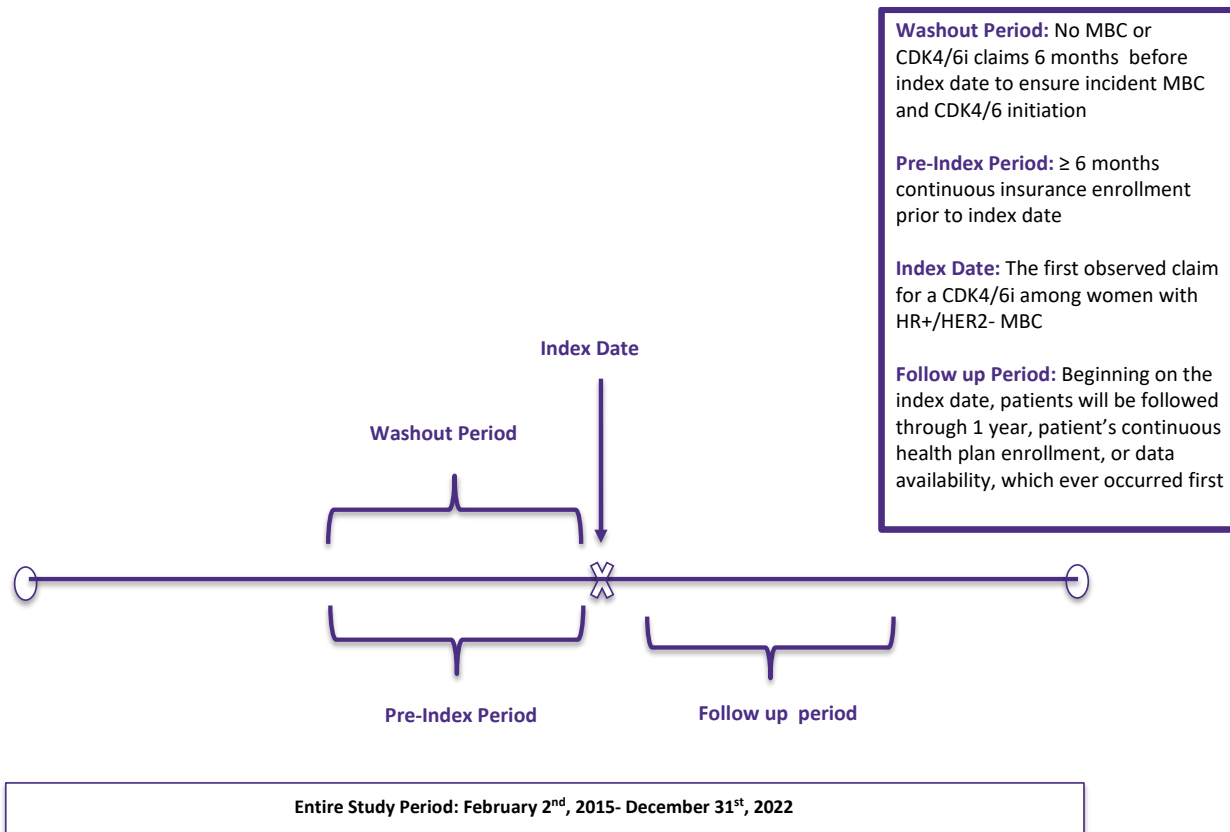 Washout Period: No MBC or
CDK4/6i claims 6 months  before
index date to ensure incident MBC
and CDK4/6 initiation
Pre-Index Period: ≥ 6 months
continuous insurance enrollment
prior to index date
Index Date: The first observed claim
for a CDK4/6i among women with
HR+/HER2- MBC
Follow up Period: Beginning on the
index date, patients will be followed
through 1 year, patient’s continuous
health plan enrollment, or data
availability, which ever occurred first
Index Date
Washout Period
Pre-Index Period
Follow up  period
Entire Study Period: February 2nd, 2015- December 31st, 2022